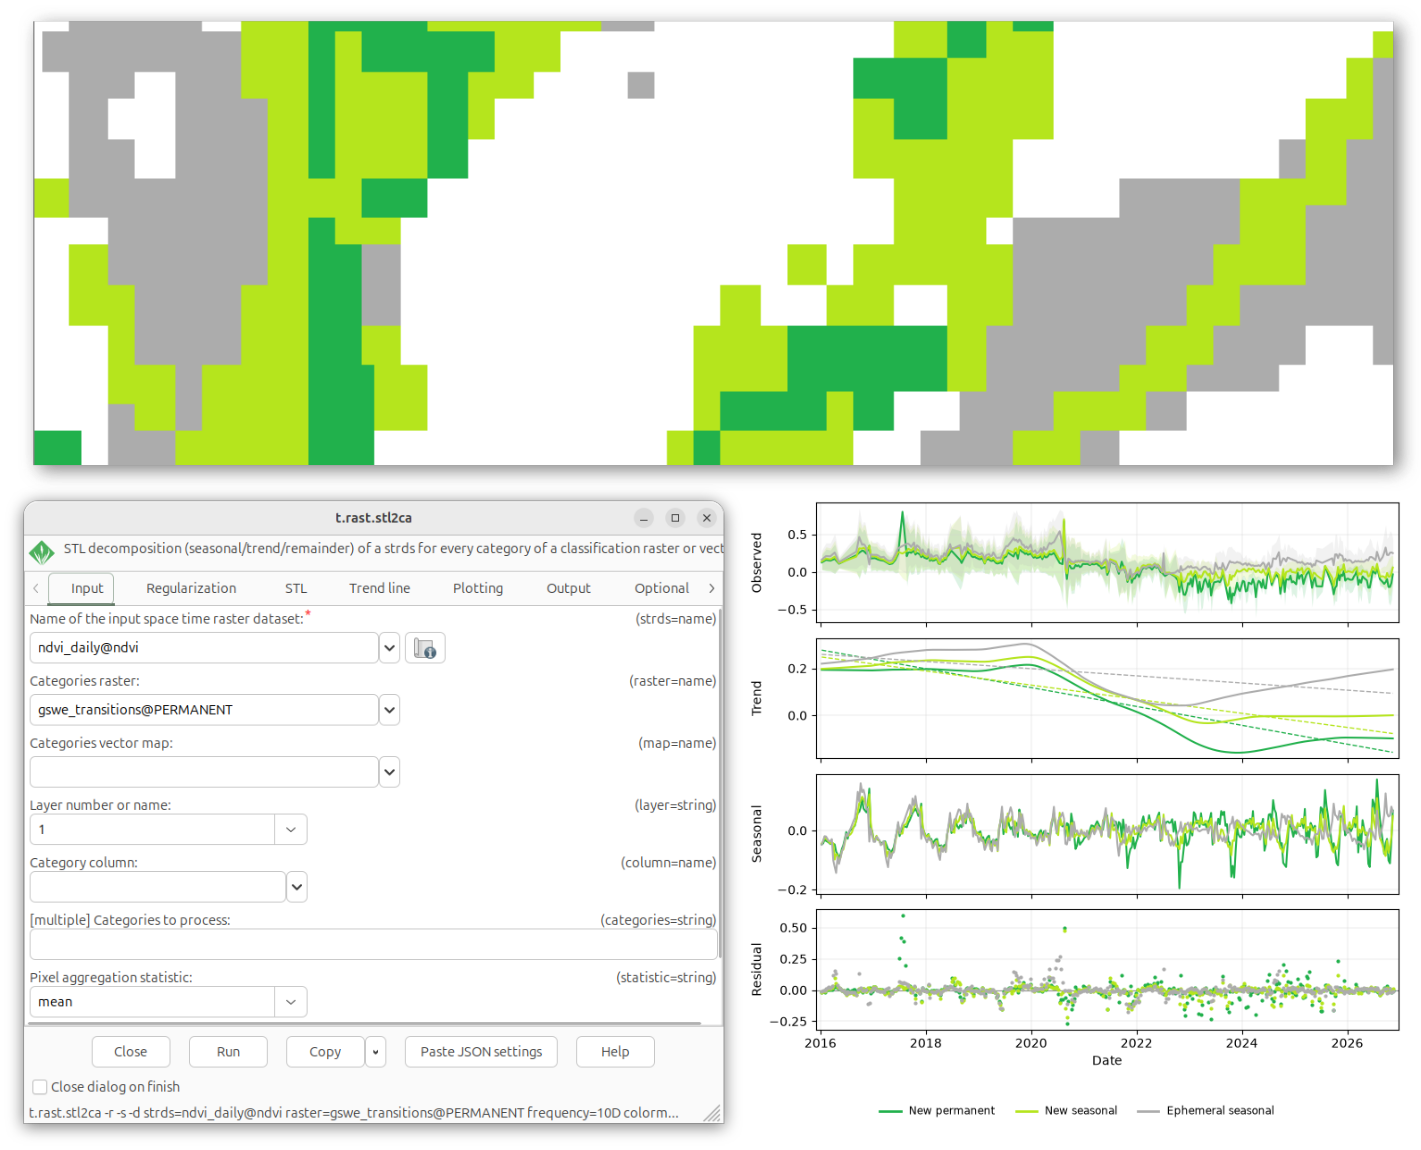 t.rast.stl2ca
STL decomposition (seasonal/trend/remainder) of a strds for every category of a classification raster or vect
Input Regularization STL Trend line Plotting Output Optional
Name of the input space time raster dataset:* (strds=name)
ndvi_daily@ndvi
Categories raster: (raster=name)
gswe_transitions@PERMANENT
Categories vector map: (map=name)
Layer number or name: (layer=string)
1
Category column: (column=name)
[multiple] Categories to process: (categories=string)
Pixel aggregation statistic: (statistic=string)
mean
Close Run Copy Paste JSON settings Help
Close dialog on finish
t.rast.stl2ca -r -s -d strds=ndvi_daily@ndvi raster=gswe_transitions@PERMANENT frequency=10D colorm...
Observed
0.5
0.0
−0.5
Trend
0.2
0.0
Seasonal
0.0
−0.2
Residual
0.50
0.25
0.00
−0.25
2016 2018 2020 2022 2024 2026
Date
New permanent New seasonal Ephemeral seasonal